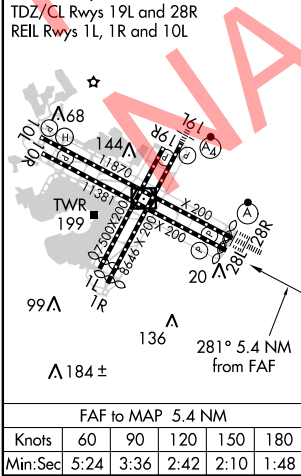 TDZ/CL Rwys 19L and 28R
REIL Rwys 1L, 1R and 10L
NA
68
10L
10R
H
P
144
19R
19L
P
P
A
11870
11381
X 200
X 200
TWR
199
7500X200
8646 X 200
A
28R
28L
P
P
20
1L
1R
99
136
184 ±
281° 5.4 NM
from FAF
FAF to MAP 5.4 NM
Knots 60 90 120 150 180
Min:Sec 5:24 3:36 2:42 2:10 1:48